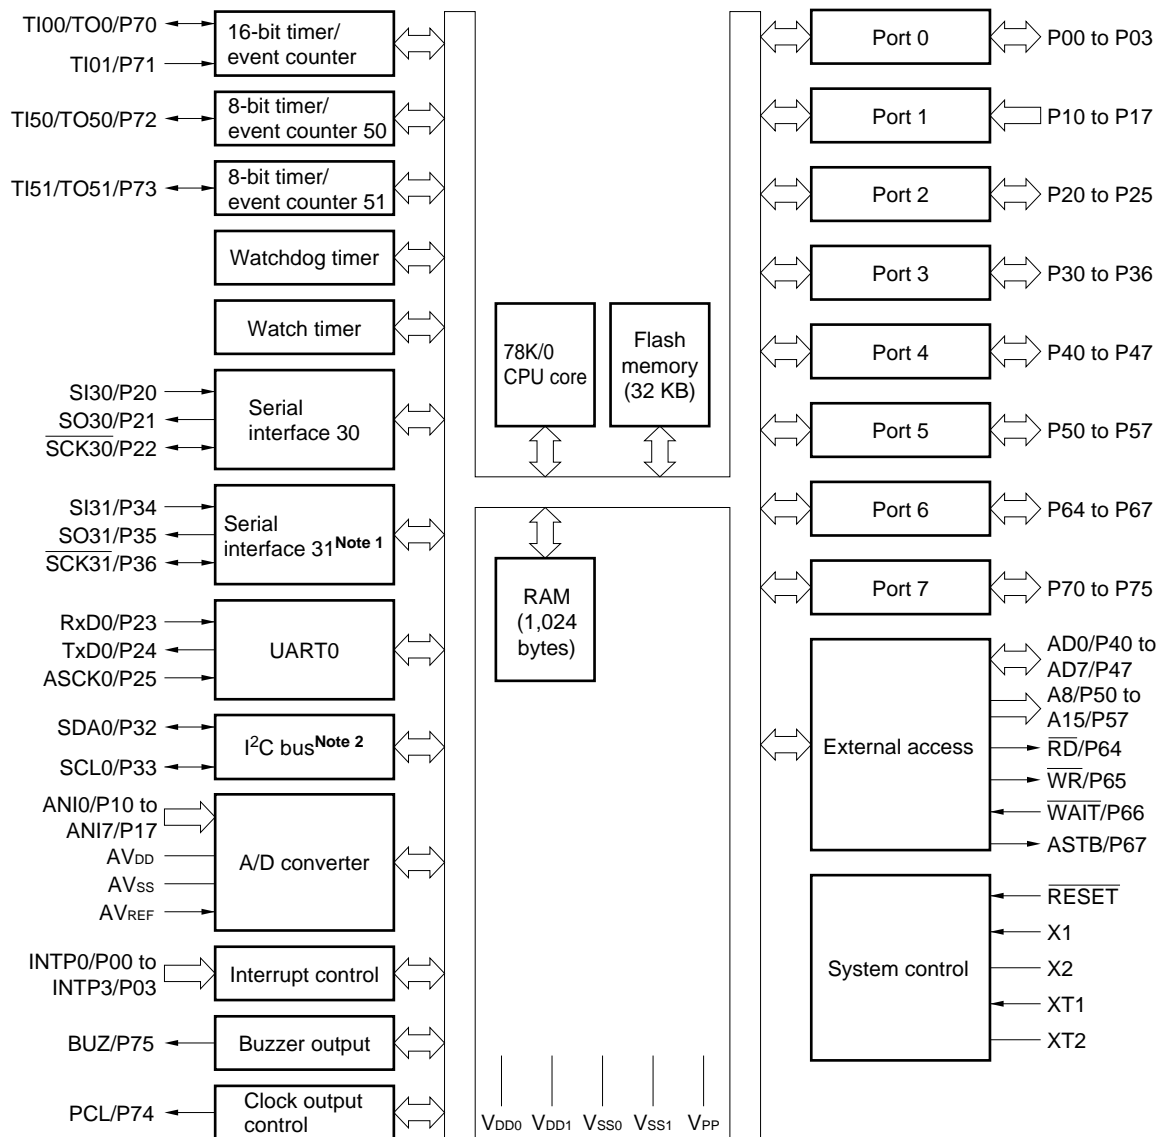 TI00/TO0/P70
TI01/P71
16-bit timer/
event counter
TI50/TO50/P72
8-bit timer/
event counter 50
TI51/TO51/P73
8-bit timer/
event counter 51
Watchdog timer
Watch timer
SI30/P20
SO30/P21
SCK30/P22
Serial
interface 30
SI31/P34
SO31/P35
SCK31/P36
Serial
interface 31Note 1
RxD0/P23
TxD0/P24
ASCK0/P25
UART0
SDA0/P32
SCL0/P33
I2C busNote 2
ANI0/P10 to
ANI7/P17
AVDD
AVSS
AVREF
A/D converter
INTP0/P00 to
INTP3/P03
Interrupt control
BUZ/P75
Buzzer output
PCL/P74
Clock output
control
78K/0
CPU core
Flash
memory
(32 KB)
RAM
(1,024
bytes)
VDD0 VDD1 VSS0 VSS1 VPP
Port 0
P00 to P03
Port 1
P10 to P17
Port 2
P20 to P25
Port 3
P30 to P36
Port 4
P40 to P47
Port 5
P50 to P57
Port 6
P64 to P67
Port 7
P70 to P75
External access
AD0/P40 to
AD7/P47
A8/P50 to
A15/P57
RD/P64
WR/P65
WAIT/P66
ASTB/P67
System control
RESET
X1
X2
XT1
XT2